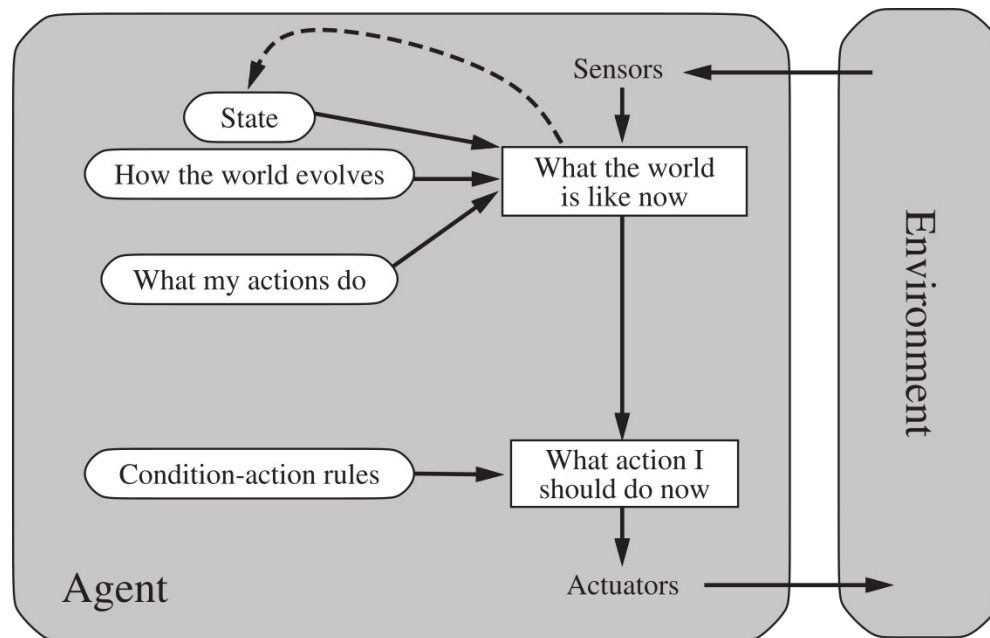 Sensors
State
What the world
is like now
How the world evolves
What my actions do
Environment
Condition-action rules
What action I
should do now
Agent
Actuators